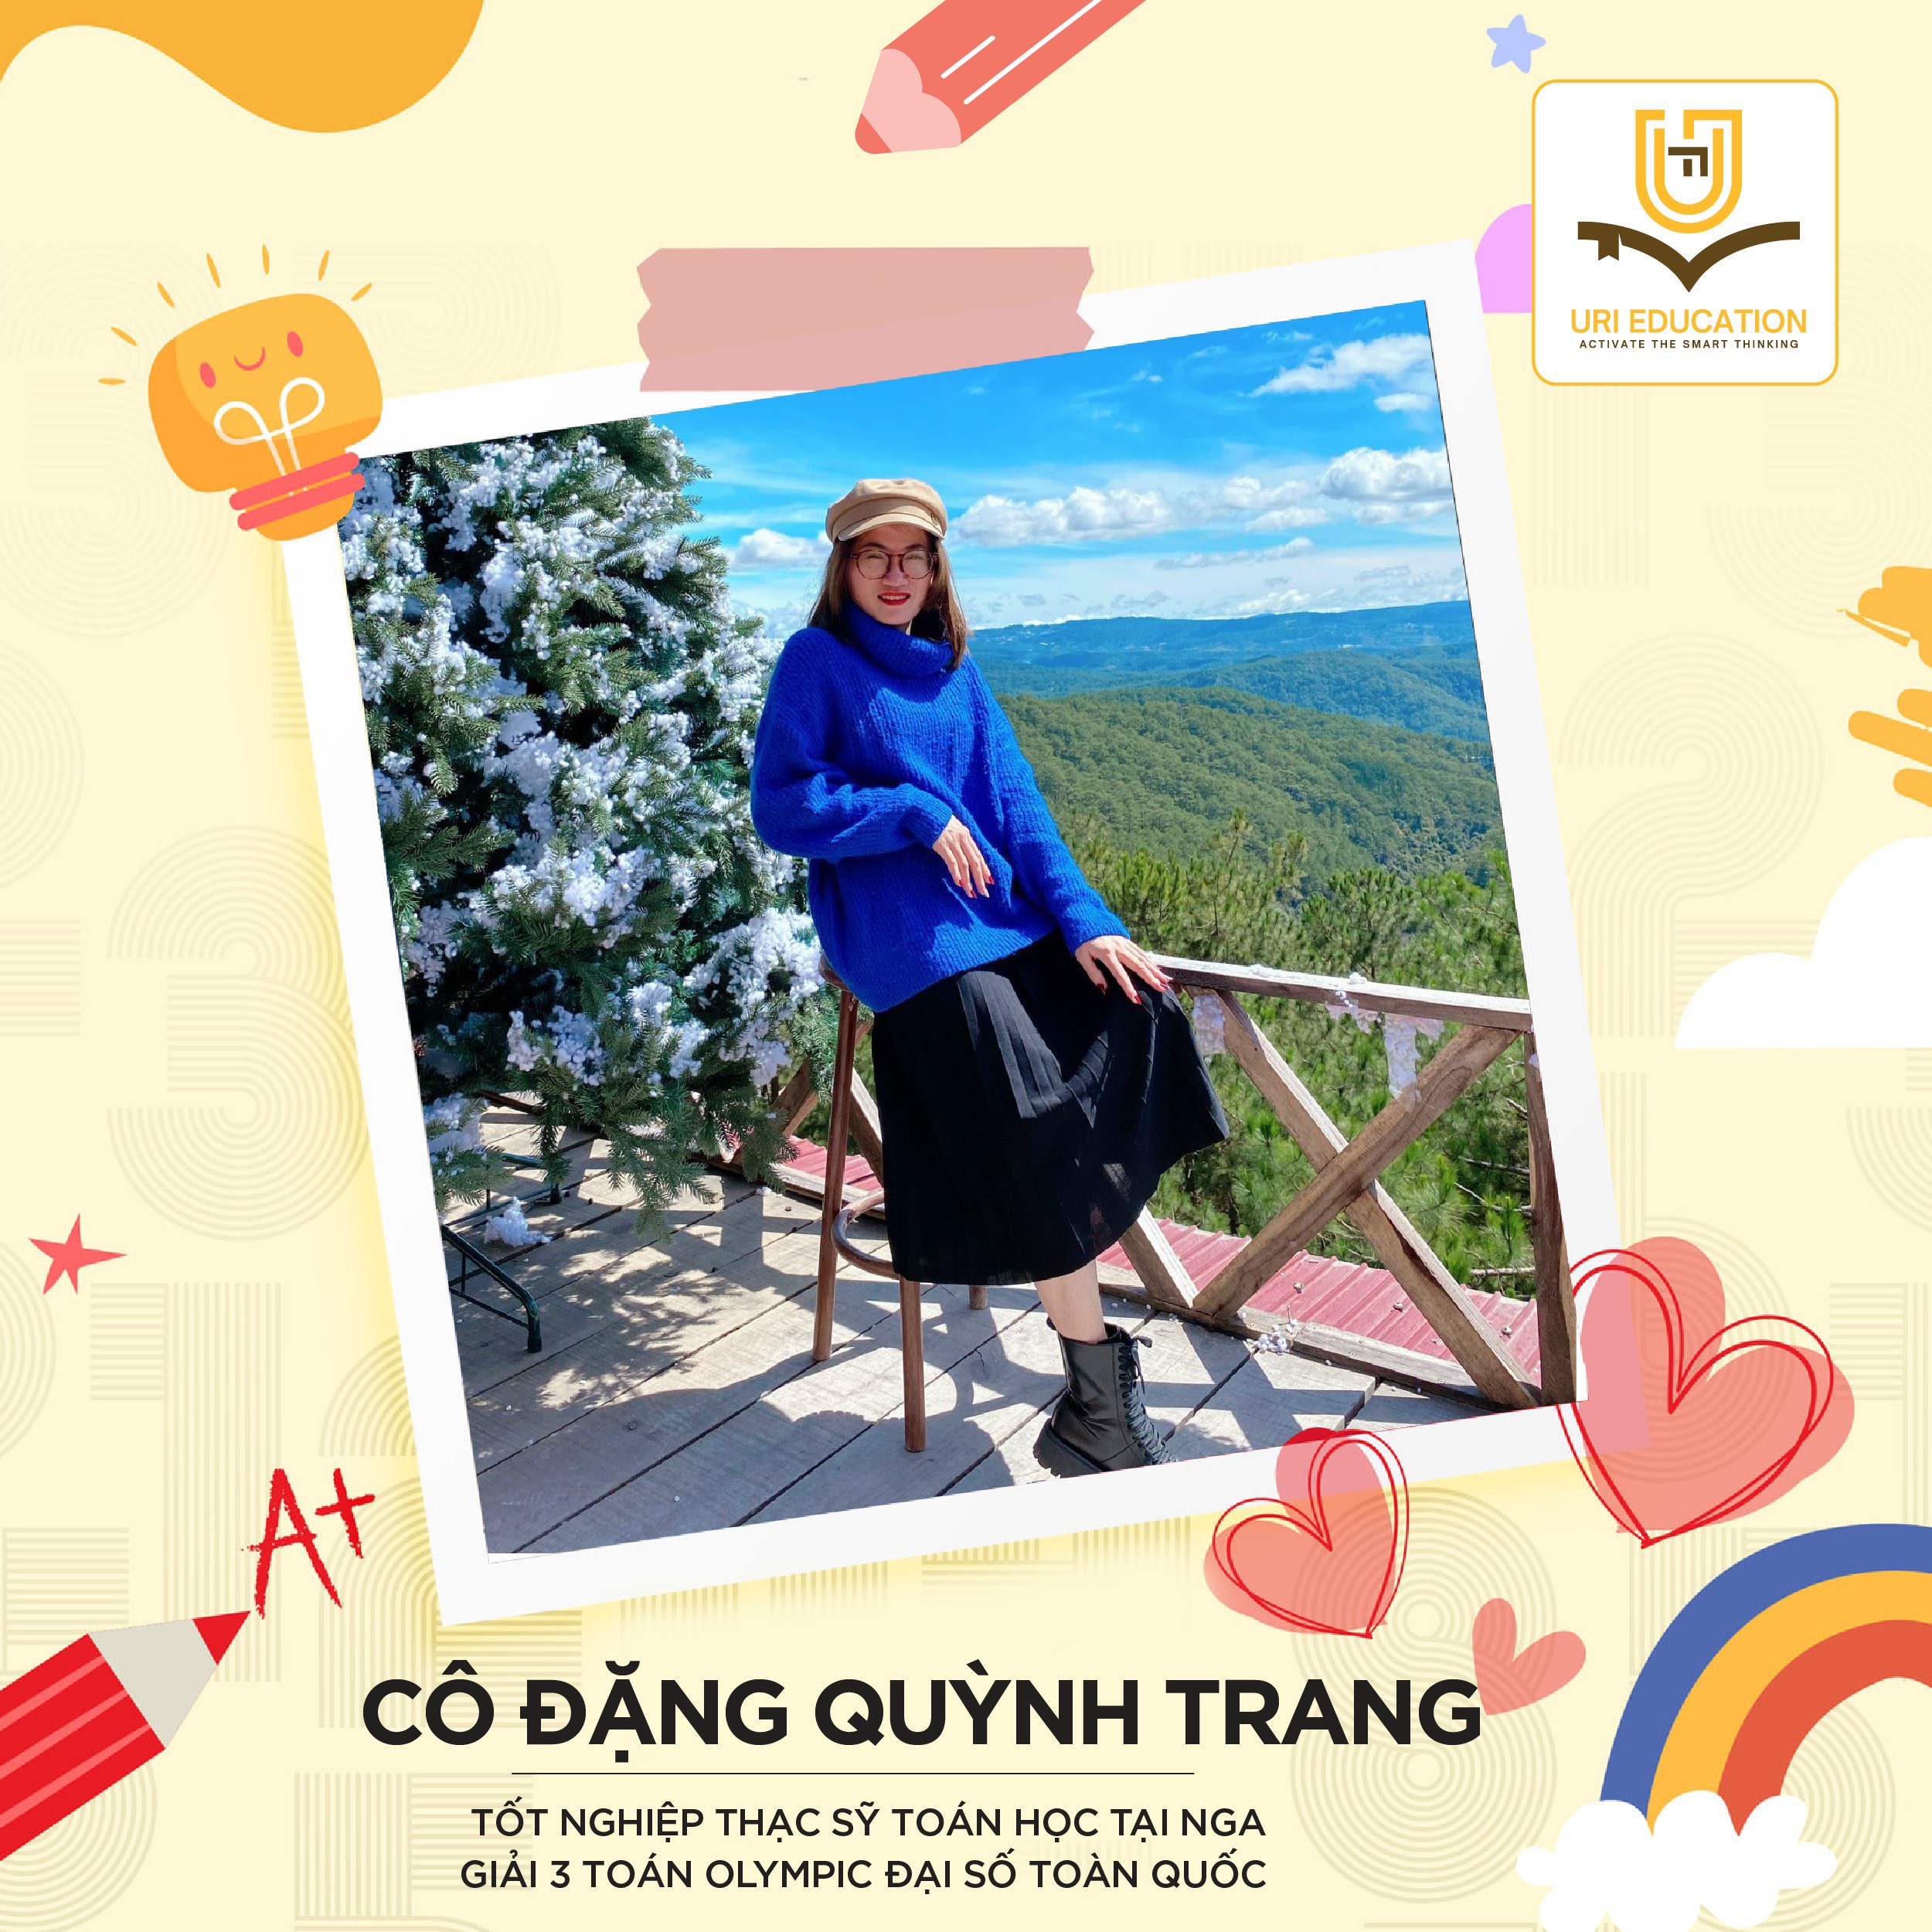 URI EDUCATION
ACTIVATE THE SMART THINKING
A+
CÔ ĐẶNG QUỲNH TRANG
TỐT NGHIỆP THẠC SỸ TOÁN HỌC TẠI NGA
GIẢI 3 TOÁN OLYMPIC ĐẠI SỐ TOÀN QUỐC